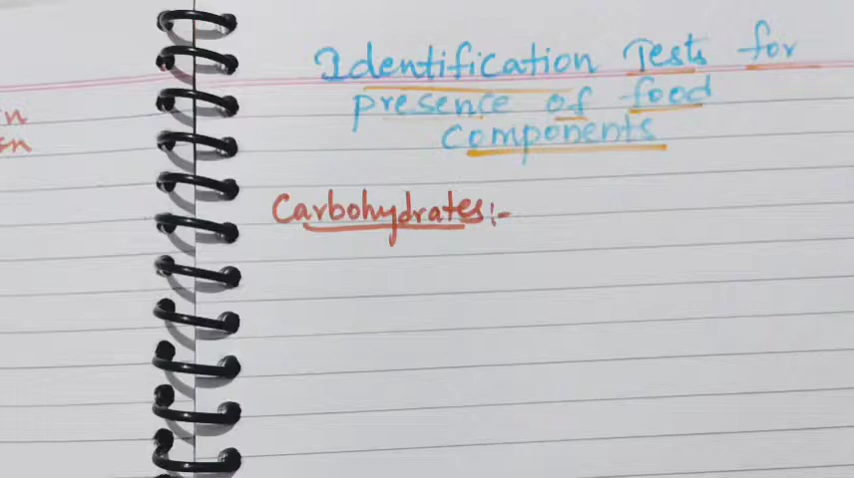 Identification Tests for
presence of food
components
Carbohydrates:-